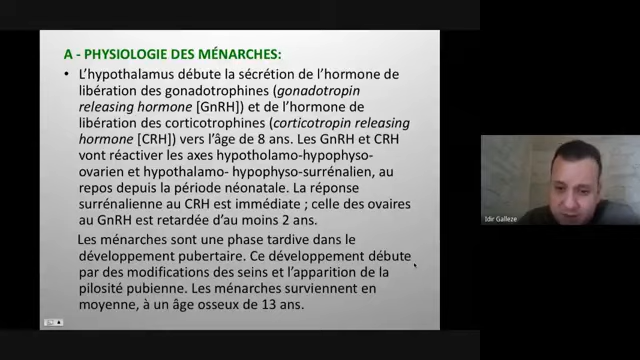 A - PHYSIOLOGIE DES MÉNARCHES:
• L'hypothalamus débute la sécrétion de l'hormone de
libération des gonadotrophines (gonadotropin
releasing hormone [GnRH]) et de l'hormone de
libération des corticotrophines (corticotropin releasing
hormone [CRH]) vers l'âge de 8 ans. Les GnRH et CRH
vont réactiver les axes hypotholamo-hypophyso-
ovarien et hypothalamo- hypophyso-surrénalien, au
repos depuis la période néonatale. La réponse
surrénalienne au CRH est immédiate ; celle des ovaires
au GnRH est retardée d'au moins 2 ans.
Les ménarches sont une phase tardive dans le
développement pubertaire. Ce développement débute
par des modifications des seins et l'apparition de la
pilosité pubienne. Les ménarches surviennent en
moyenne, à un âge osseux de 13 ans.
Idir Galleze